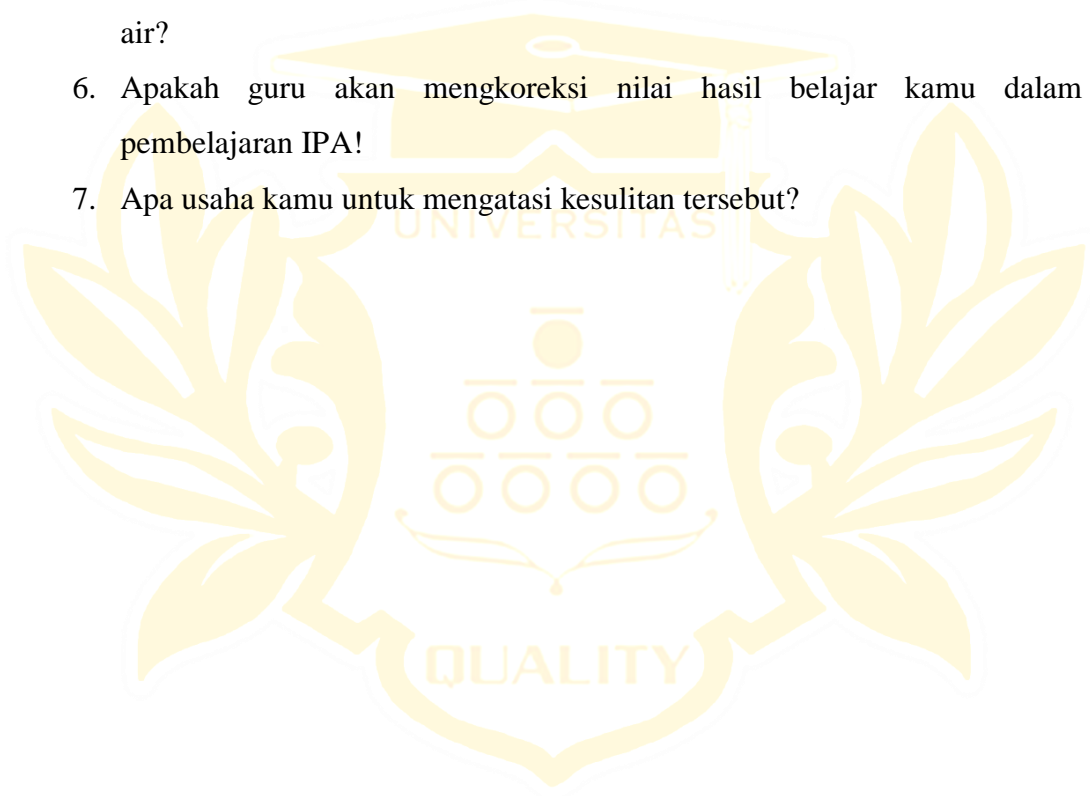 air?
6. Apakah guru akan mengkoreksi nilai hasil belajar kamu dalam
pembelajaran IPA!
7. Apa usaha kamu untuk mengatasi kesulitan tersebut?
UNIVERSITAS
QUALITY